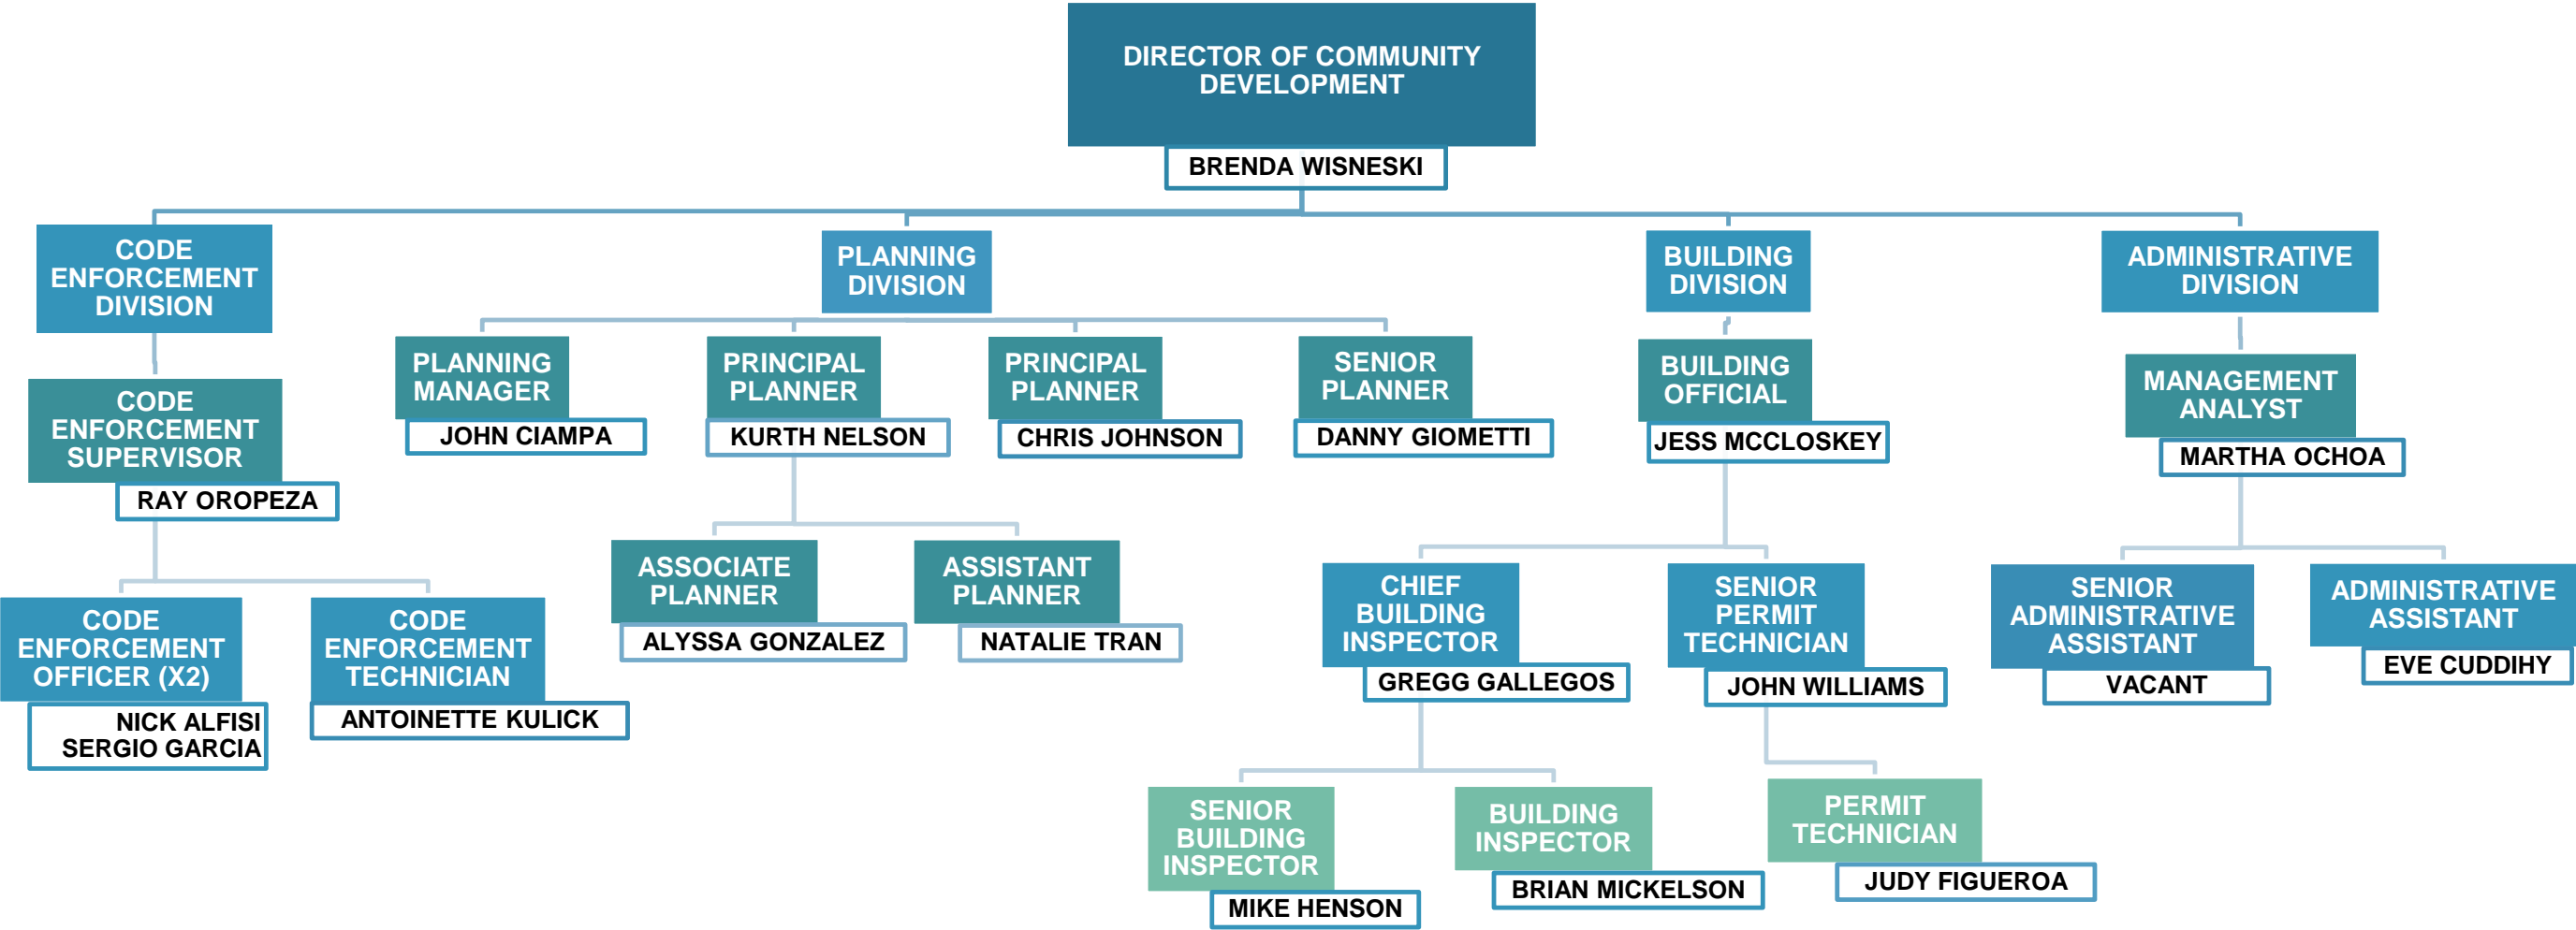 DIRECTOR OF COMMUNITY
DEVELOPMENT
BRENDA WISNESKI
CODE
ENFORCEMENT
DIVISION
PLANNING
DIVISION
BUILDING
DIVISION
ADMINISTRATIVE
DIVISION
CODE
ENFORCEMENT
SUPERVISOR
RAY OROPEZA
PLANNING
MANAGER
JOHN CIAMPA
PRINCIPAL
PLANNER
KURTH NELSON
PRINCIPAL
PLANNER
CHRIS JOHNSON
SENIOR
PLANNER
DANNY GIOMETTI
BUILDING
OFFICIAL
JESS MCCLOSKEY
MANAGEMENT
ANALYST
MARTHA OCHOA
CODE
ENFORCEMENT
OFFICER (X2)
NICK ALFISI
SERGIO GARCIA
CODE
ENFORCEMENT
TECHNICIAN
ANTOINETTE KULICK
ASSOCIATE
PLANNER
ALYSSA GONZALEZ
ASSISTANT
PLANNER
NATALIE TRAN
CHIEF
BUILDING
INSPECTOR
GREGG GALLEGOS
SENIOR
PERMIT
TECHNICIAN
JOHN WILLIAMS
SENIOR
ADMINISTRATIVE
ASSISTANT
VACANT
ADMINISTRATIVE
ASSISTANT
EVE CUDDIHY
SENIOR
BUILDING
INSPECTOR
MIKE HENSON
BUILDING
INSPECTOR
BRIAN MICKELSON
PERMIT
TECHNICIAN
JUDY FIGUEROA